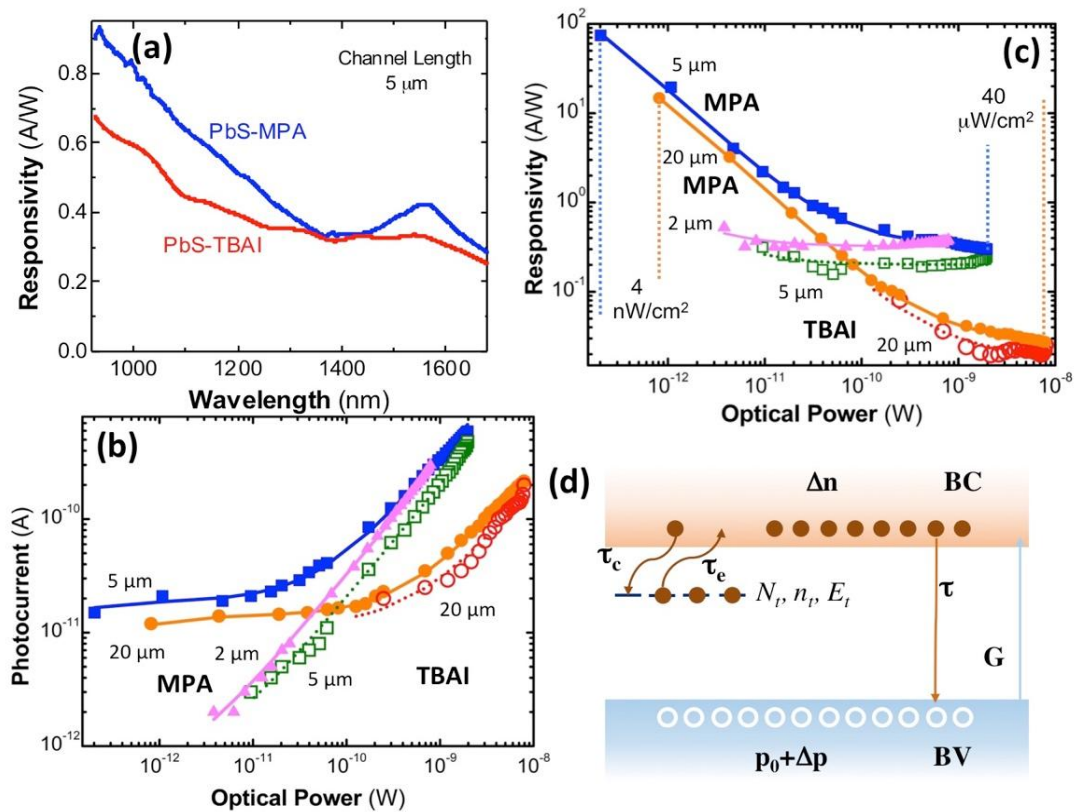 (a)
Channel Length
5 μm
PbS-MPA
PbS-TBAI
Responsivity (A/W)
0.8
0.6
0.4
0.2
0.0
1000 1200 1400 1600
Wavelength (nm)
(c)
Responsivity (A/W)
10²
10¹
10⁰
10⁻¹
5 μm
MPA
20 μm
MPA
2 μm
40
μW/cm²
4
nW/cm²
5 μm
TBAI
20 μm
10⁻¹² 10⁻¹¹ 10⁻¹⁰ 10⁻⁹ 10⁻⁸
Optical Power (W)
(b)
Photocurrent (A)
10⁻¹⁰
10⁻¹¹
10⁻¹²
5 μm
20 μm
2 μm
MPA
5 μm
20 μm
TBAI
10⁻¹² 10⁻¹¹ 10⁻¹⁰ 10⁻⁹ 10⁻⁸
Optical Power (W)
(d)
Δn BC
τc
τe
Nt, nt, Et
τ
G
p₀+Δp BV